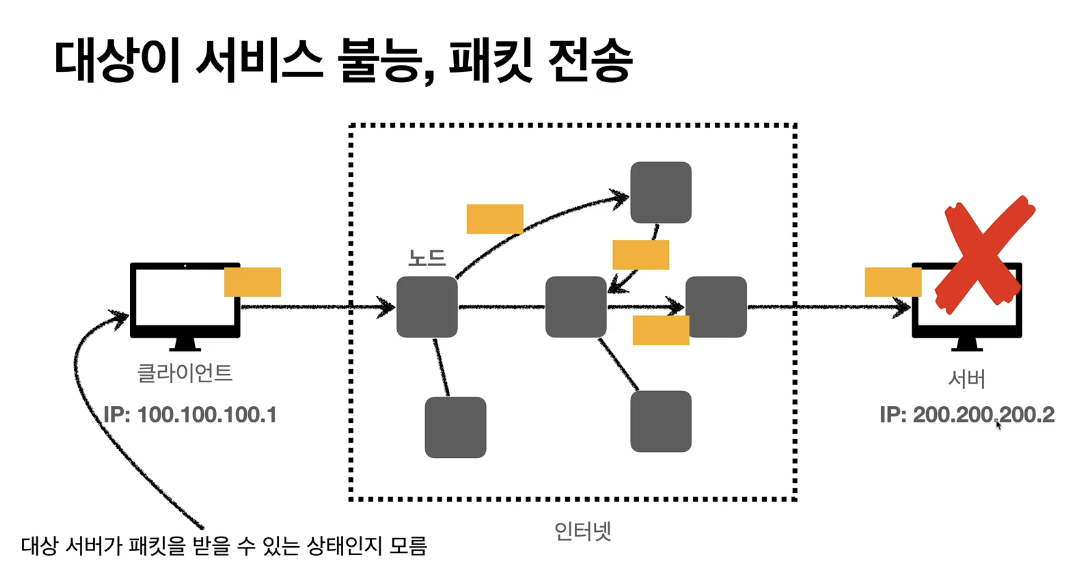 대상이 서비스 불능, 패킷 전송
노드
클라이언트
IP: 100.100.100.1
서버
IP: 200.200.200.2
인터넷
대상 서버가 패킷을 받을 수 있는 상태인지 모름